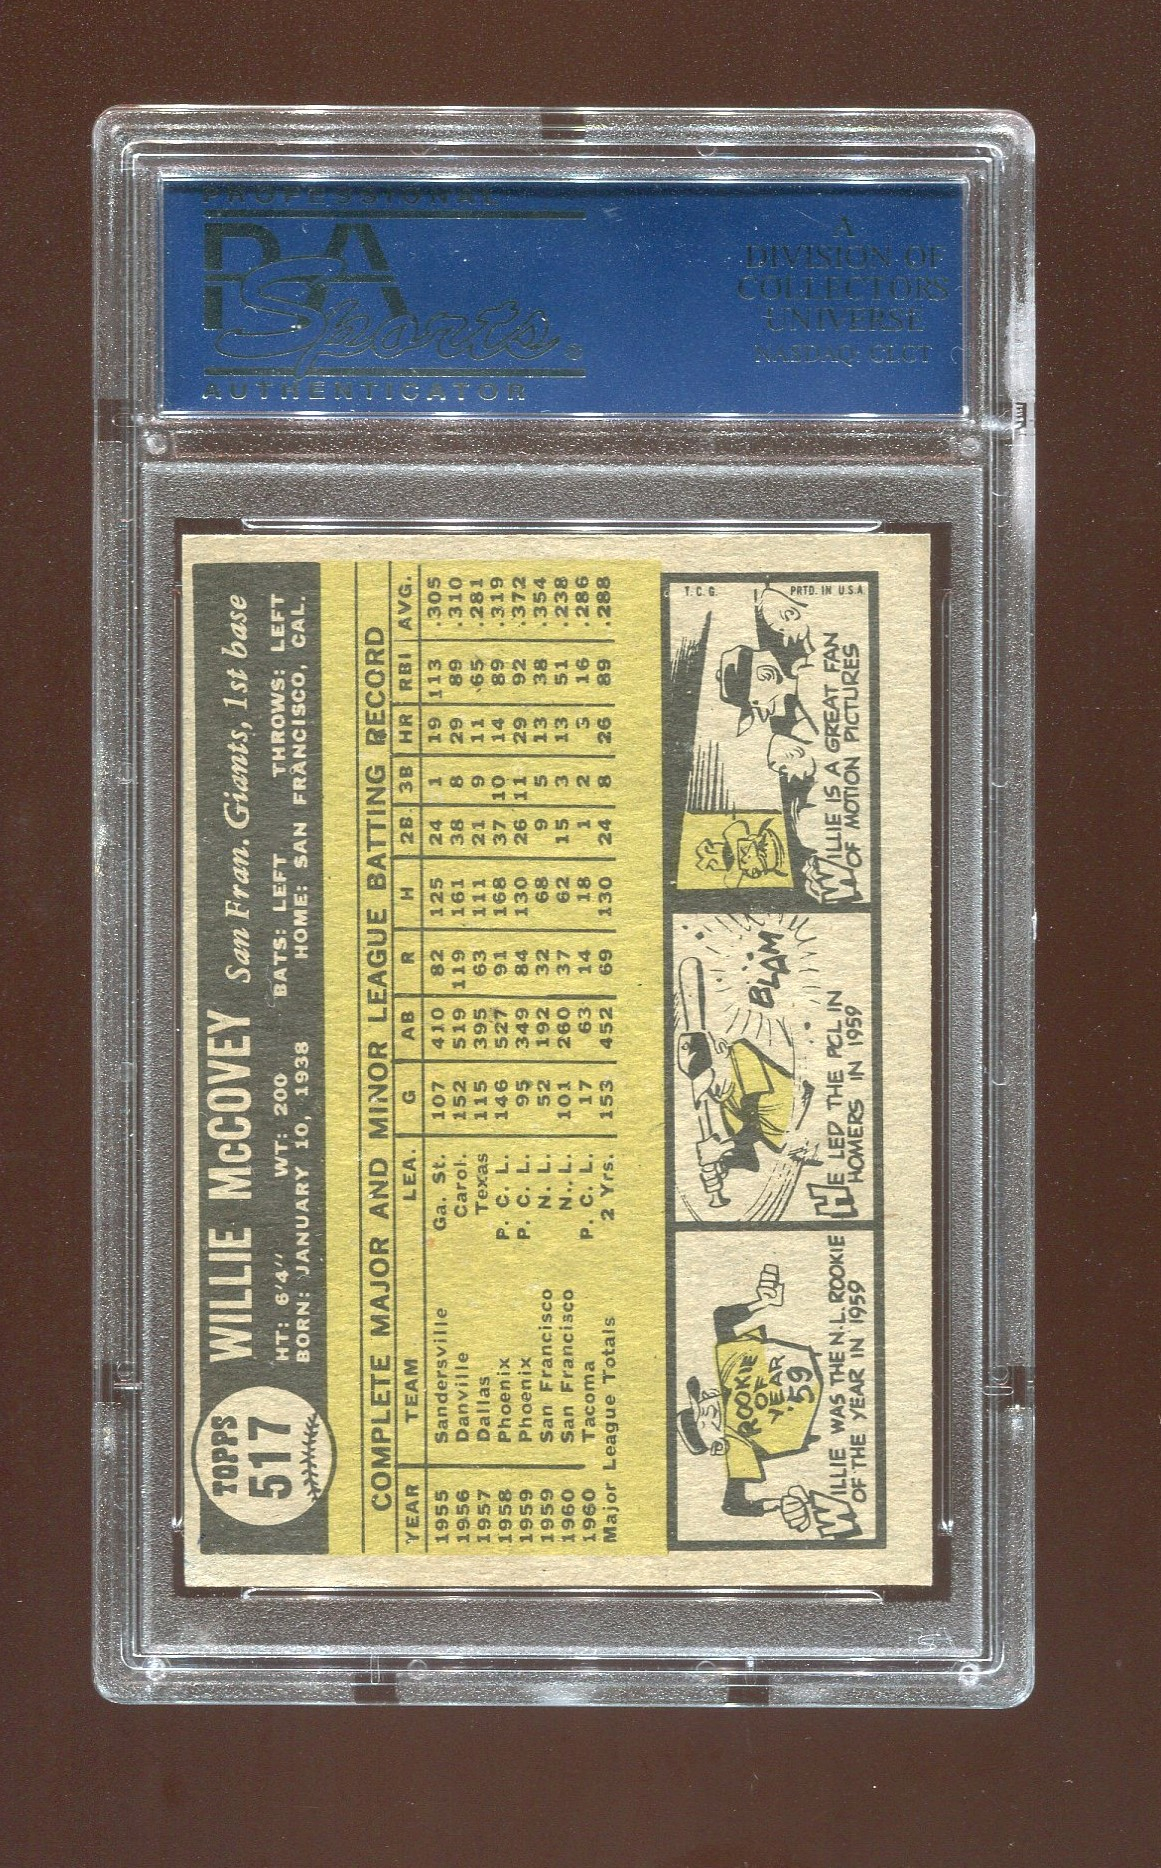 PROFESSIONAL
PSA
Sports®
AUTHENTICATOR
A
DIVISION OF
COLLECTORS
UNIVERSE
NASDAQ: CLCT
TOPPS
517
WILLIE McCOVEY San Fran. Giants, 1st base
HT: 6'4" WT: 200 BATS: LEFT THROWS: LEFT
BORN: JANUARY 10, 1938 HOME: SAN FRANCISCO, CAL.
COMPLETE MAJOR AND MINOR LEAGUE BATTING RECORD
YEAR TEAM LEA. G AB R H 2B 3B HR RBI AVG.
1955 Sandersville Ga. St. 107 410 82 125 24 1 19 113 .305
1956 Danville Carol. 152 519 119 161 38 8 29 89 .310
1957 Dallas Texas 115 395 63 111 21 9 11 65 .281
1958 Phoenix P. C. L. 146 527 91 168 37 10 14 89 .319
1959 Phoenix P. C. L. 95 349 84 130 26 11 29 92 .372
1959 San Francisco N. L. 52 192 32 68 9 5 13 38 .354
1960 San Francisco N. L. 101 260 37 62 15 3 13 51 .238
1960 Tacoma P. C. L. 17 63 14 18 1 2 3 16 .286
Major League Totals 2 Yrs. 153 452 69 130 24 8 26 89 .288
ROOKIE
OF
YEAR
'59
WILLIE WAS THE N.L. ROOKIE
OF THE YEAR IN 1959
BLAM
HE LED THE PCL IN
HOMERS IN 1959
T.C.G. PRTD. IN U.S.A.
WILLIE IS A GREAT FAN
OF MOTION PICTURES
PSA